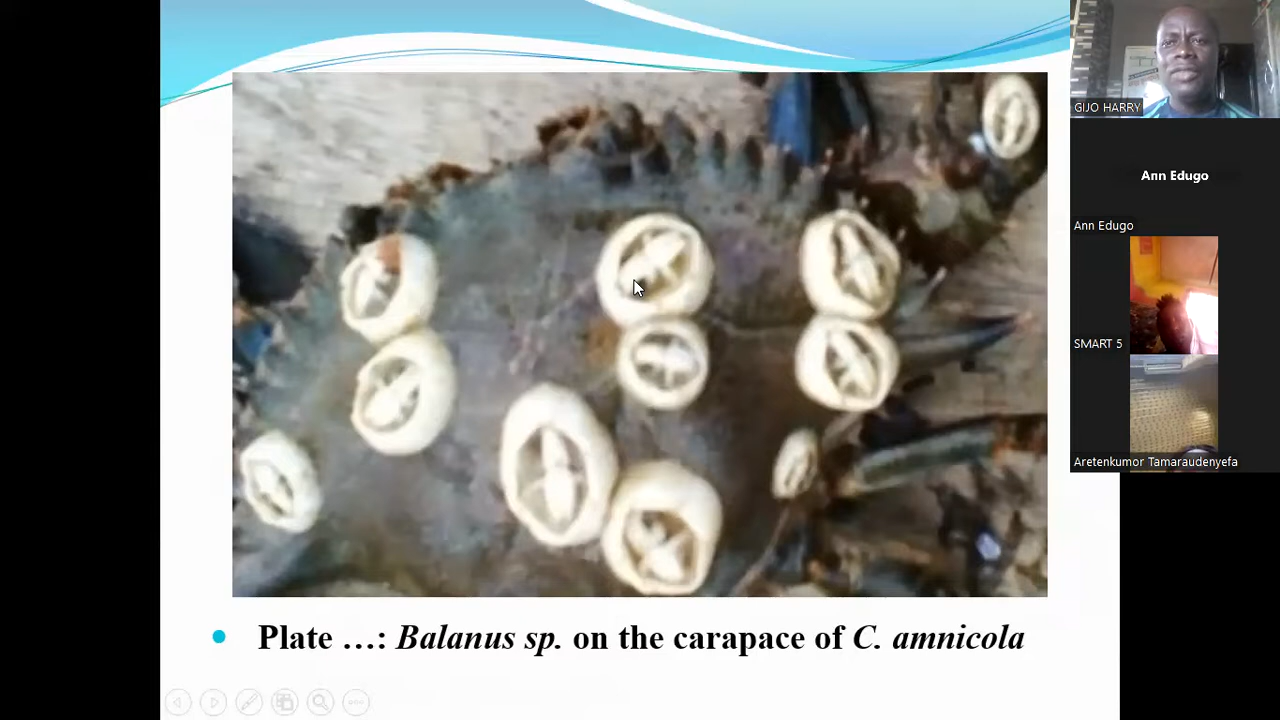 GIJO HARRY
Ann Edugo
Ann Edugo
SMART 5
Aretenkumor Tamaraudenyefa
Plate …: Balanus sp. on the carapace of C. amnicola